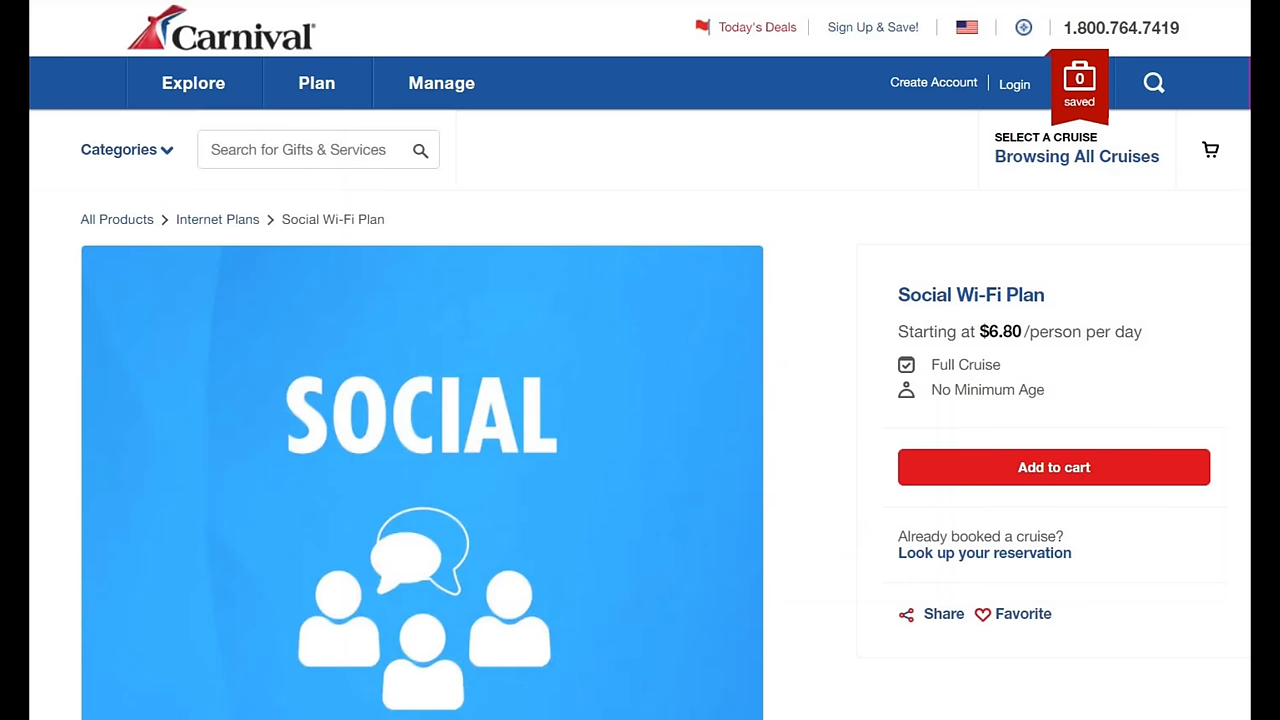 Carnival
Today's Deals
Sign Up & Save!
1.800.764.7419
Explore
Plan
Manage
Create Account
Login
0
saved
Categories
Search for Gifts & Services
SELECT A CRUISE
Browsing All Cruises
All Products
Internet Plans
Social Wi-Fi Plan
SOCIAL
Social Wi-Fi Plan
Starting at $6.80 /person per day
Full Cruise
No Minimum Age
Add to cart
Already booked a cruise?
Look up your reservation
Share
Favorite